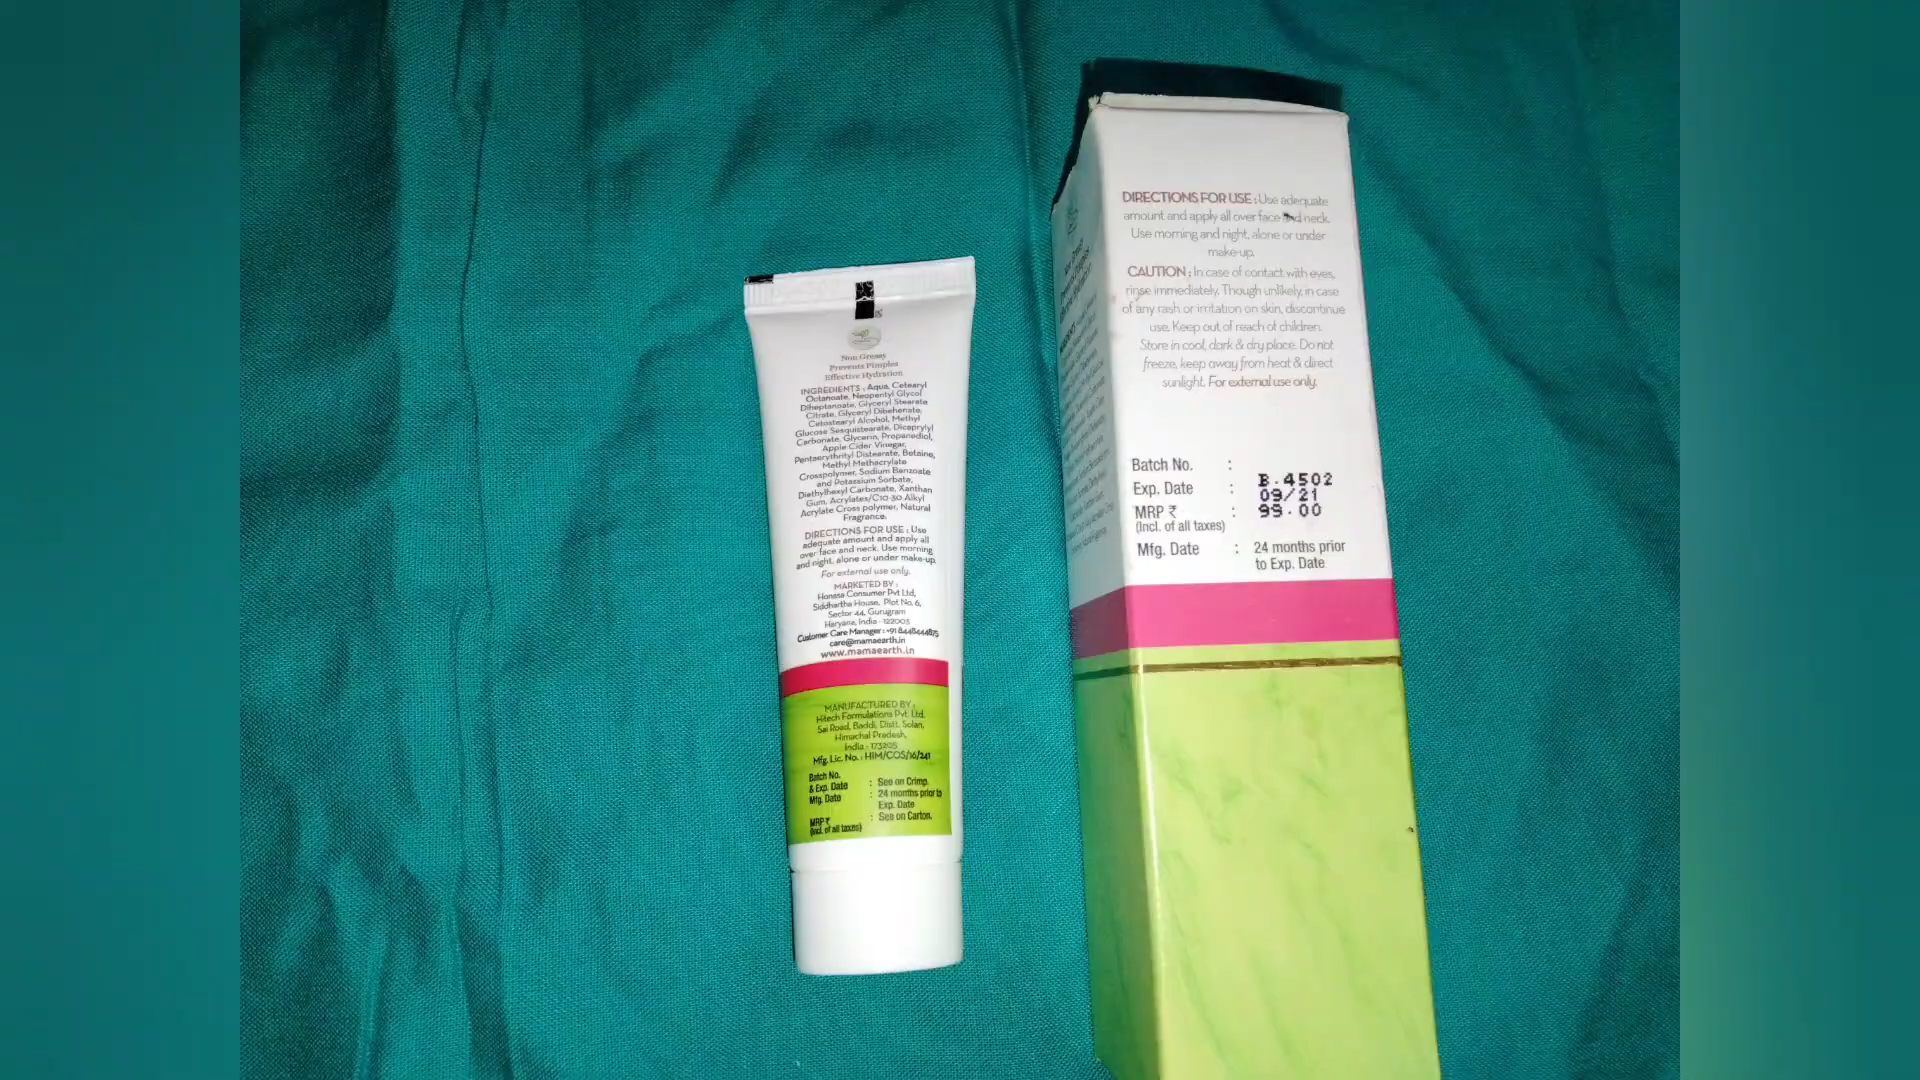 Non Greasy
Prevents Pimples
Effective Hydration
INGREDIENTS : Aqua, Cetearyl
Octanoate, Neopentyl Glycol
Diheptanoate, Glyceryl Stearate
Citrate, Glyceryl Dibehenate,
Cetostearyl Alcohol, Methyl
Glucose Sesquistearate, Dicaprylyl
Carbonate, Glycerin, Propanediol,
Apple Cider Vinegar,
Pentaerythrityl Distearate, Betaine,
Methyl Methacrylate
Crosspolymer, Sodium Benzoate
and Potassium Sorbate,
Diethylhexyl Carbonate, Xanthan
Gum, Acrylates/C10-30 Alkyl
Acrylate Cross polymer, Natural
Fragrance.
DIRECTIONS FOR USE : Use
adequate amount and apply all
over face and neck. Use morning
and night, alone or under make-up.
For external use only.
MARKETED BY :
Honasa Consumer Pvt Ltd,
Siddhartha House, Plot No. 6,
Sector 44, Gurugram
Haryana, India - 122003
Customer Care Manager : +91 8448444875
care@mamaearth.in
www.mamaearth.in
MANUFACTURED BY :
Hitech Formulations Pvt. Ltd.
Sai Road, Baddi, Distt. Solan,
Himachal Pradesh,
India - 173205
Mfg. Lic. No. : HIM/COS/16/241
Batch No.
& Exp. Date : See on Crimp.
Mfg. Date : 24 months prior to
Exp. Date
MRP ₹ : See on Carton.
(Incl. of all taxes)
DIRECTIONS FOR USE : Use adequate
amount and apply all over face and neck.
Use morning and night, alone or under
make-up.
CAUTION : In case of contact with eyes,
rinse immediately. Though unlikely, in case
of any rash or irritation on skin, discontinue
use. Keep out of reach of children.
Store in cool, dark & dry place. Do not
freeze, keep away from heat & direct
sunlight. For external use only.
Batch No. : B.4502
Exp. Date : 09/21
MRP ₹ : 99.00
(Incl. of all taxes)
Mfg. Date : 24 months prior
to Exp. Date